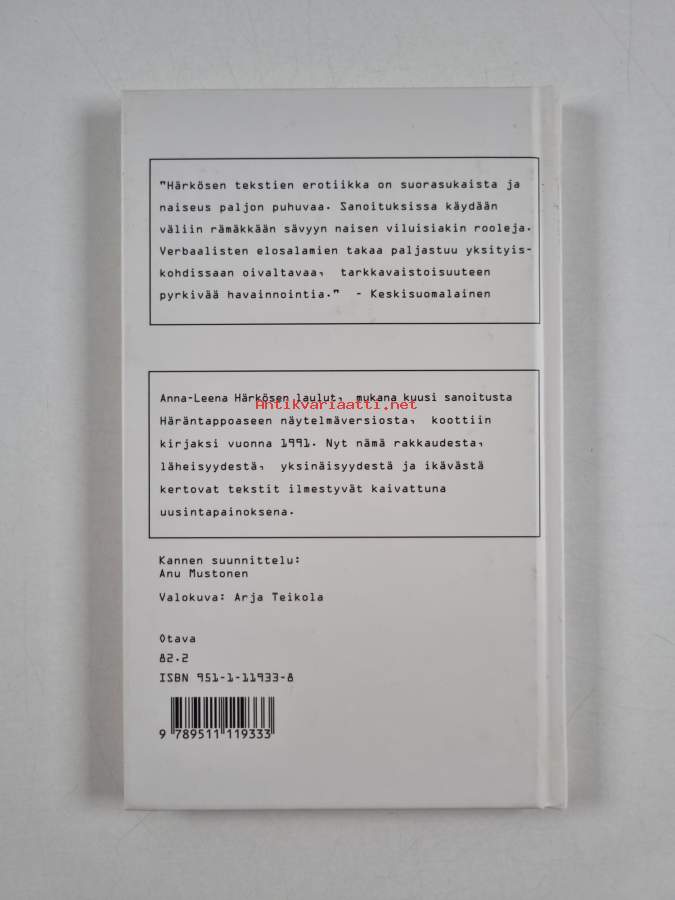 "Härkösen tekstien erotiikka on suorasukaista ja
naiseus paljon puhuvaa. Sanoituksissa käydään
väliin rämäkkään sävyyn naisen viluisiakin rooleja.
Verbaalisten elosalamien takaa paljastuu yksityis-
kohdissaan oivaltavaa, tarkkavaistoisuuteen
pyrkivää havainnointia." - Keskisuomalainen
Anna-Leena Härkösen laulut, mukana kuusi sanoitusta
Antikvariaatti.net
Häräntappoaseen näytelmäversiosta, koottiin
kirjaksi vuonna 1991. Nyt nämä rakkaudesta,
läheisyydestä, yksinäisyydestä ja ikävästä
kertovat tekstit ilmestyvät kaivattuna
uusintapainoksena.
Kannen suunnittelu:
Anu Mustonen
Valokuva: Arja Teikola
Otava
82.2
ISBN 951-1-11933-8
9 789511 119333